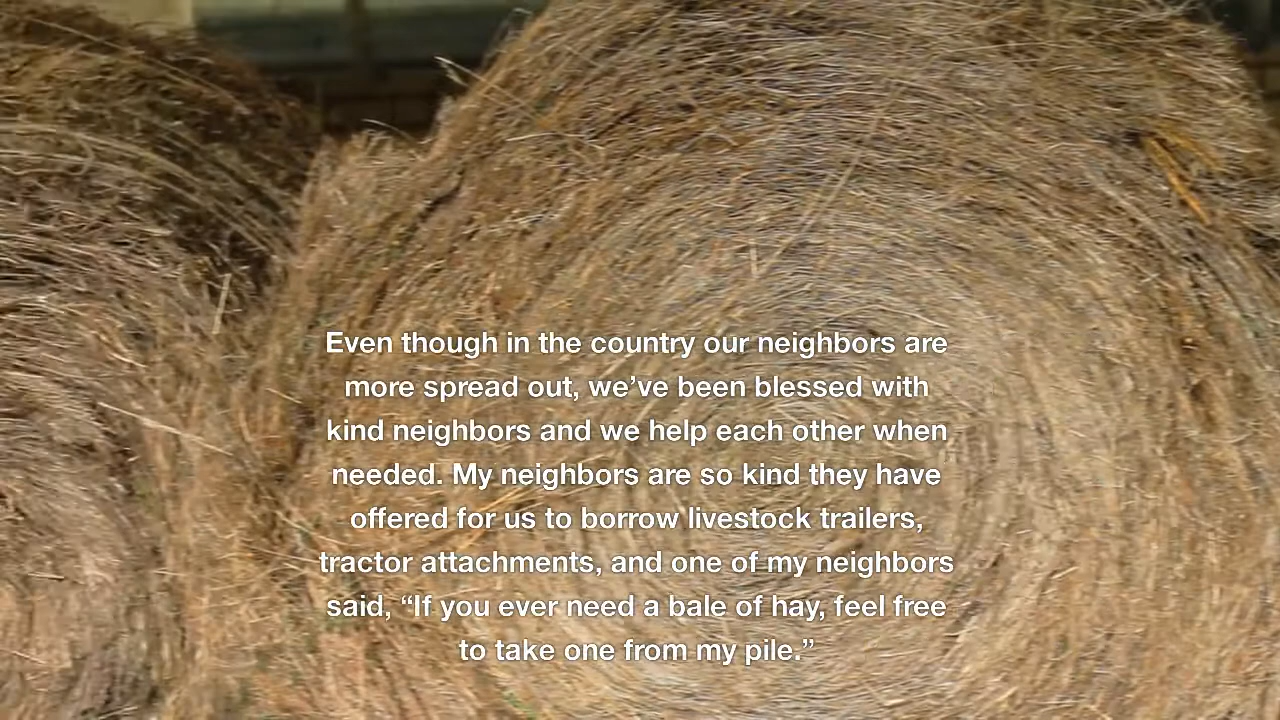 Even though in the country our neighbors are
more spread out, we’ve been blessed with
kind neighbors and we help each other when
needed. My neighbors are so kind they have
offered for us to borrow livestock trailers,
tractor attachments, and one of my neighbors
said, “If you ever need a bale of hay, feel free
to take one from my pile.”